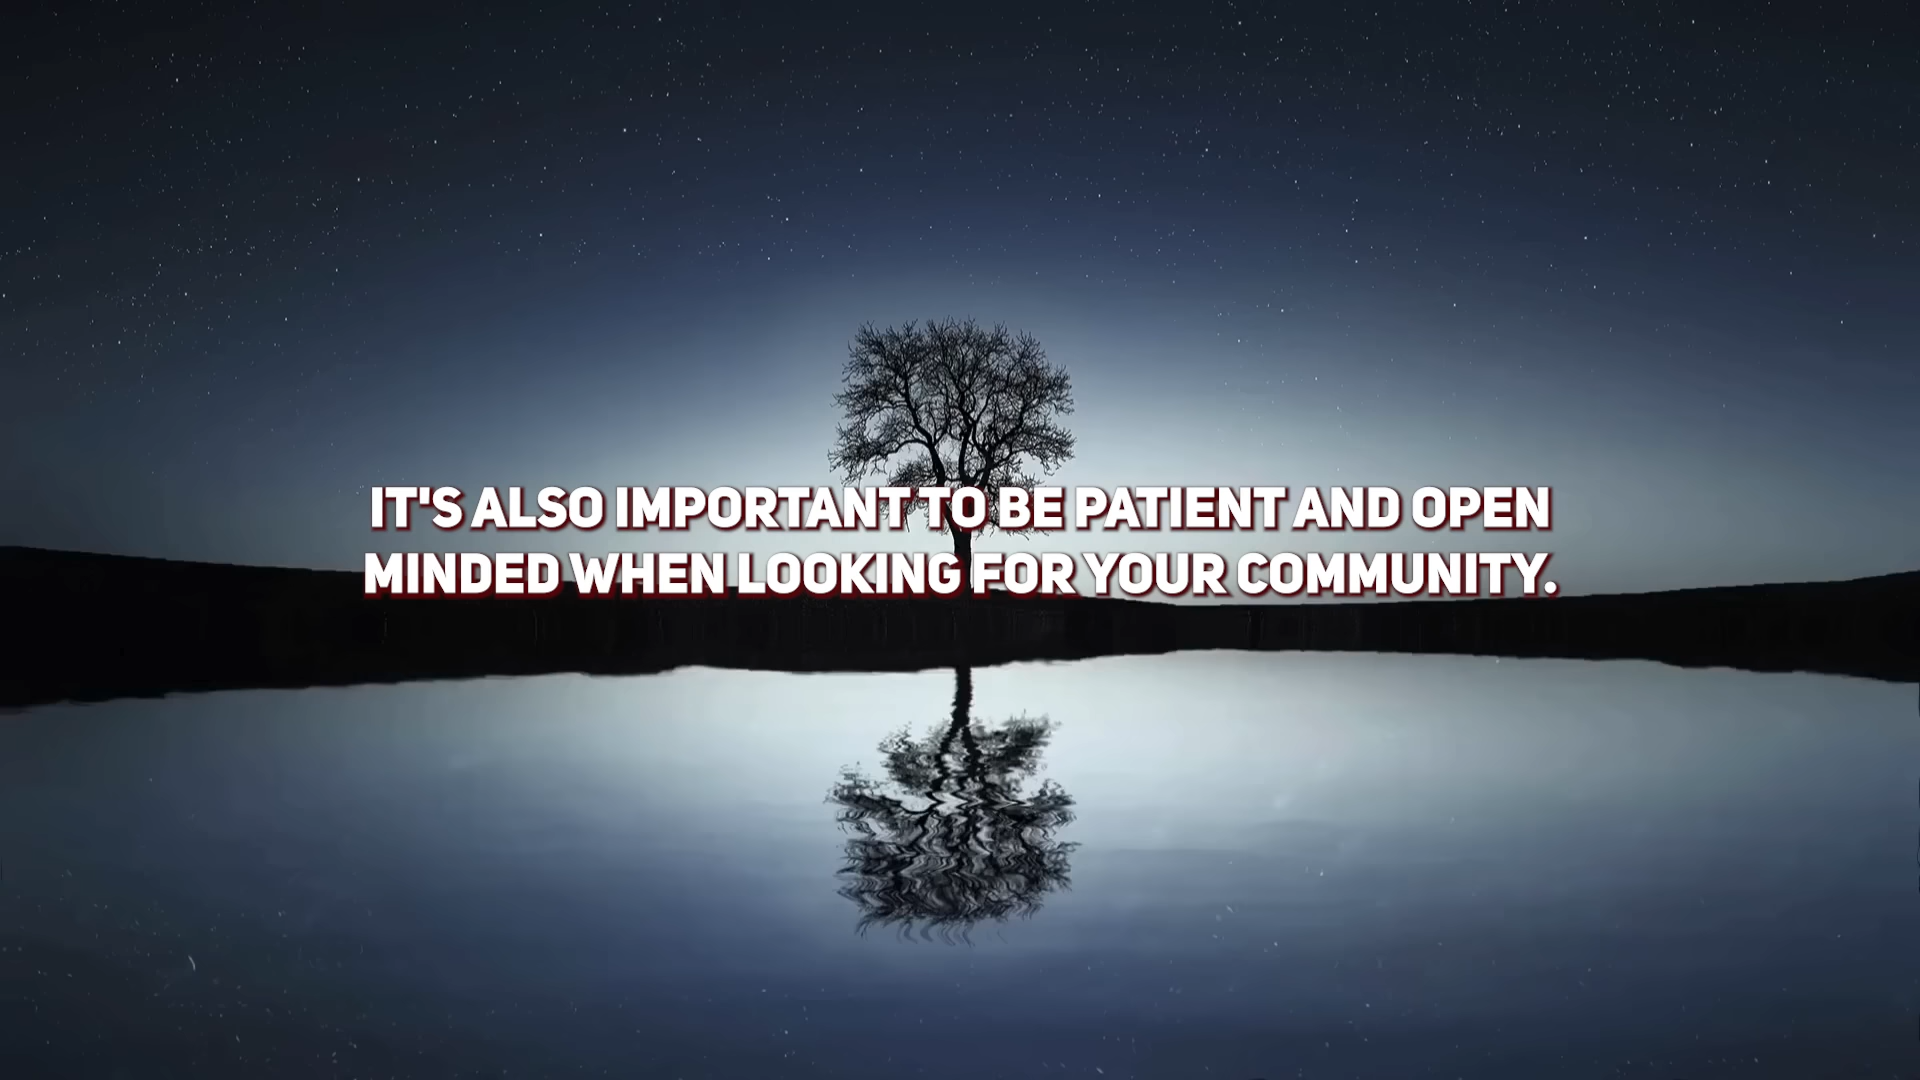 IT'S ALSO IMPORTANT TO BE PATIENT AND OPEN
MINDED WHEN LOOKING FOR YOUR COMMUNITY.